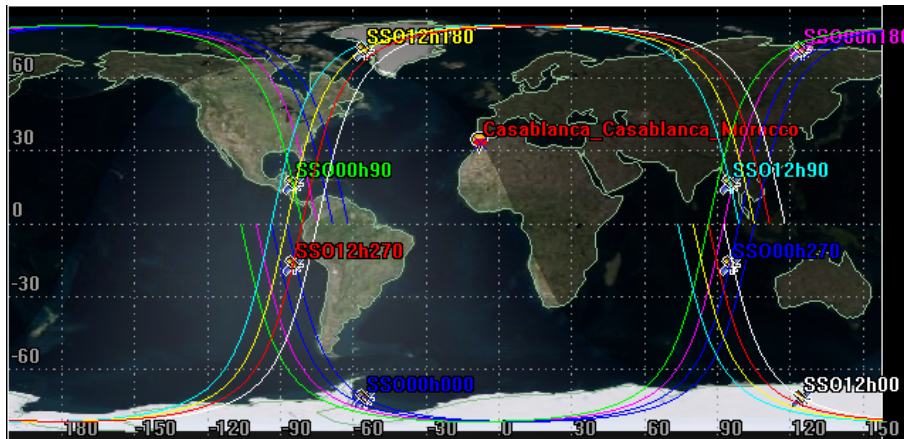 SSO12h180
SSO00h180
60
30
Casablanca_Casablanca_Morocco
SSO00h90
SSO12h90
0
SSO12h270
SSO00h270
-30
-60
SSO00h000
SSO12h00
-180 -150 -120 -90 -60 -30 0 30 60 90 120 150